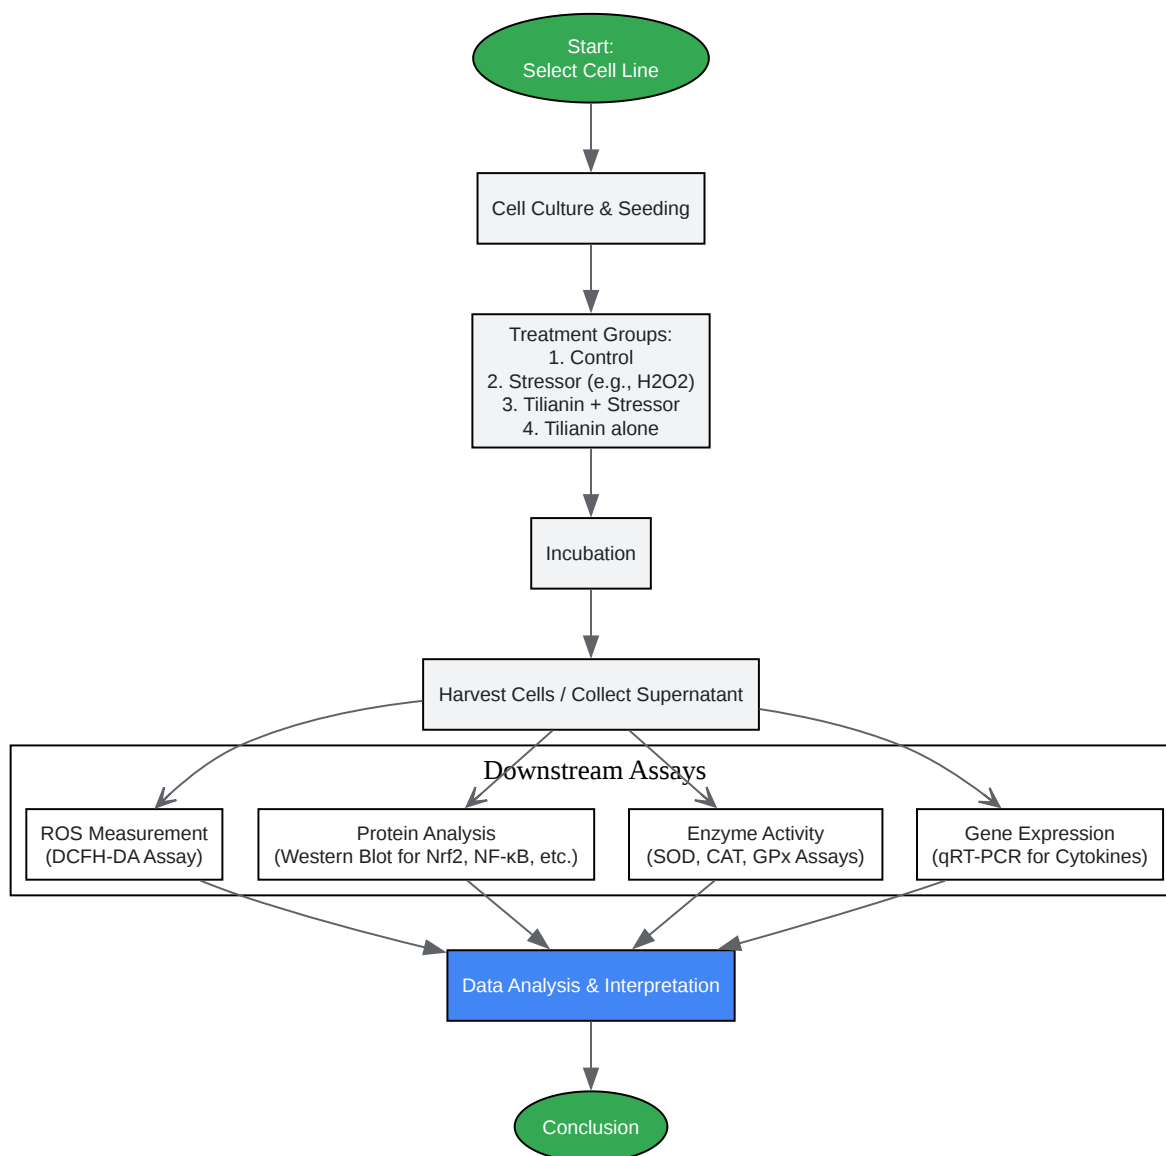 Start:
Select Cell Line
Cell Culture & Seeding
Treatment Groups:
1. Control
2. Stressor (e.g., H2O2)
3. Tilianin + Stressor
4. Tilianin alone
Incubation
Harvest Cells / Collect Supernatant
Downstream Assays
ROS Measurement
(DCFH-DA Assay)
Protein Analysis
(Western Blot for Nrf2, NF-κB, etc.)
Enzyme Activity
(SOD, CAT, GPx Assays)
Gene Expression
(qRT-PCR for Cytokines)
Data Analysis & Interpretation
Conclusion